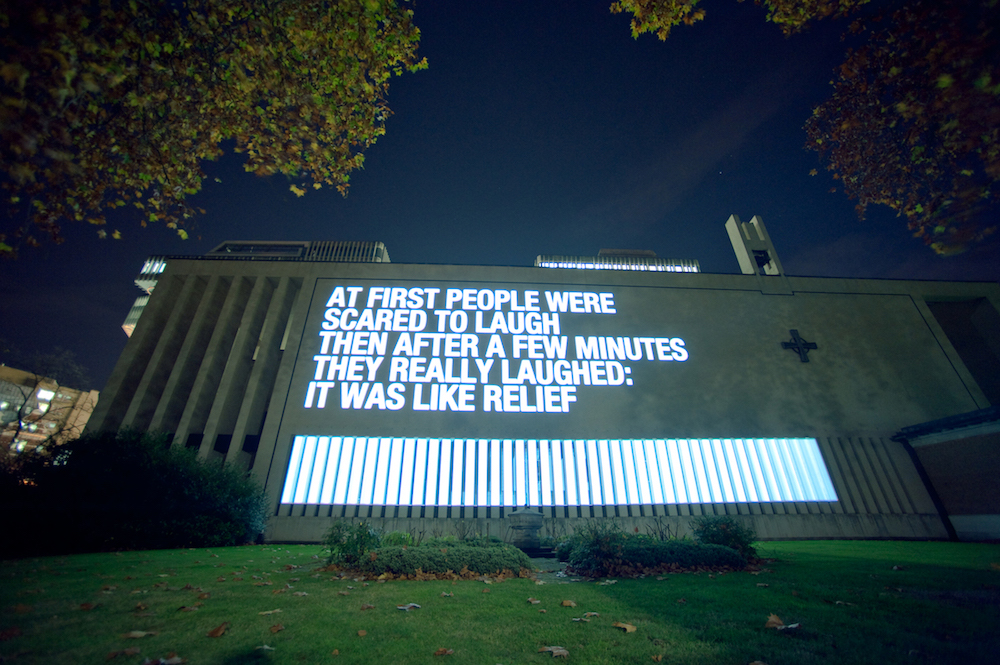 AT FIRST PEOPLE WERE
SCARED TO LAUGH
THEN AFTER A FEW MINUTES
THEY REALLY LAUGHED:
IT WAS LIKE RELIEF